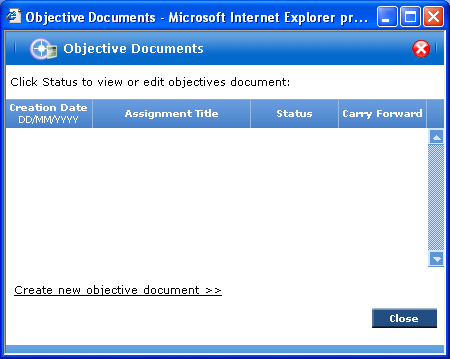 Objective Documents - Microsoft Internet Explorer pr...
Objective Documents
Click Status to view or edit objectives document:
Creation Date Assignment Title Status Carry Forward
DD/MM/YYYY
Create new objective document >>
Close